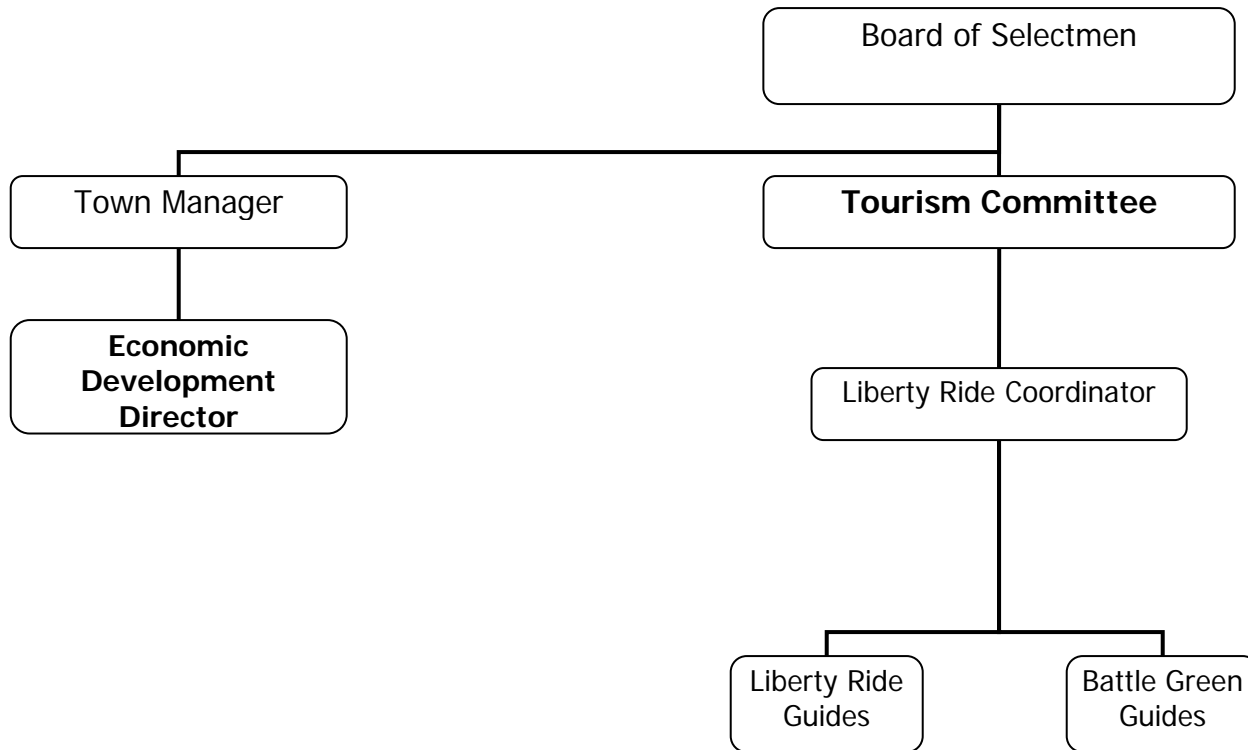 Board of Selectmen
Town Manager
Tourism Committee
Economic
Development
Director
Liberty Ride Coordinator
Liberty Ride
Guides
Battle Green
Guides